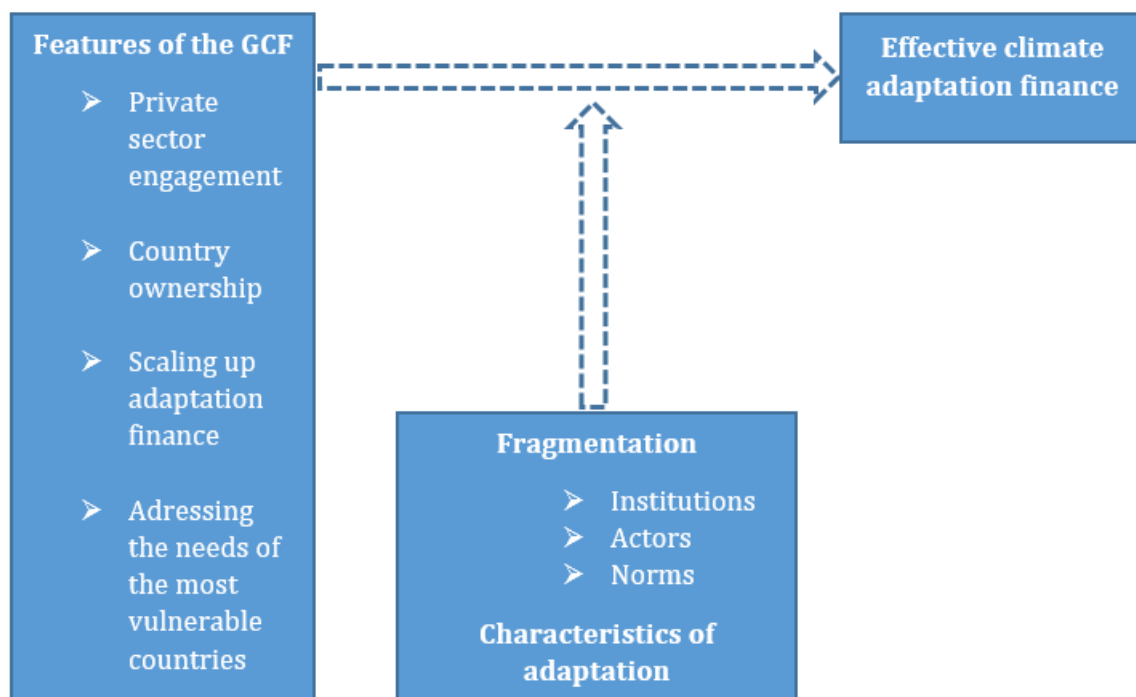 Features of the GCF
➤ Private
sector
engagement
➤ Country
ownership
➤ Scaling up
adaptation
finance
➤ Adressing
the needs of
the most
vulnerable
countries
Effective climate
adaptation finance
Fragmentation
➤ Institutions
➤ Actors
➤ Norms
Characteristics of
adaptation